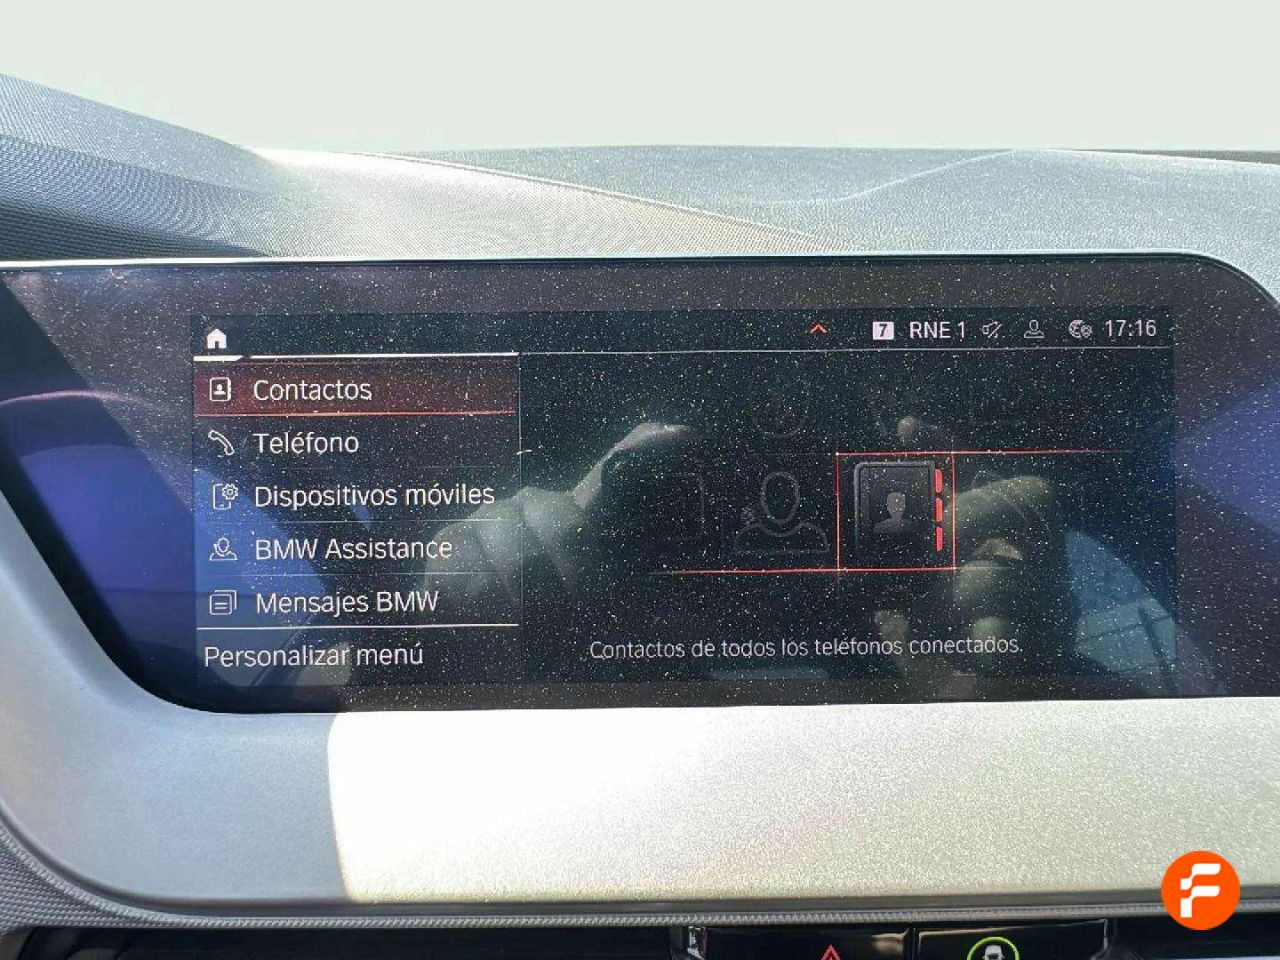 7 RNE 1 17:16
Contactos
Teléfono
Dispositivos móviles
BMW Assistance
Mensajes BMW
Personalizar menú
Contactos de todos los teléfonos conectados.